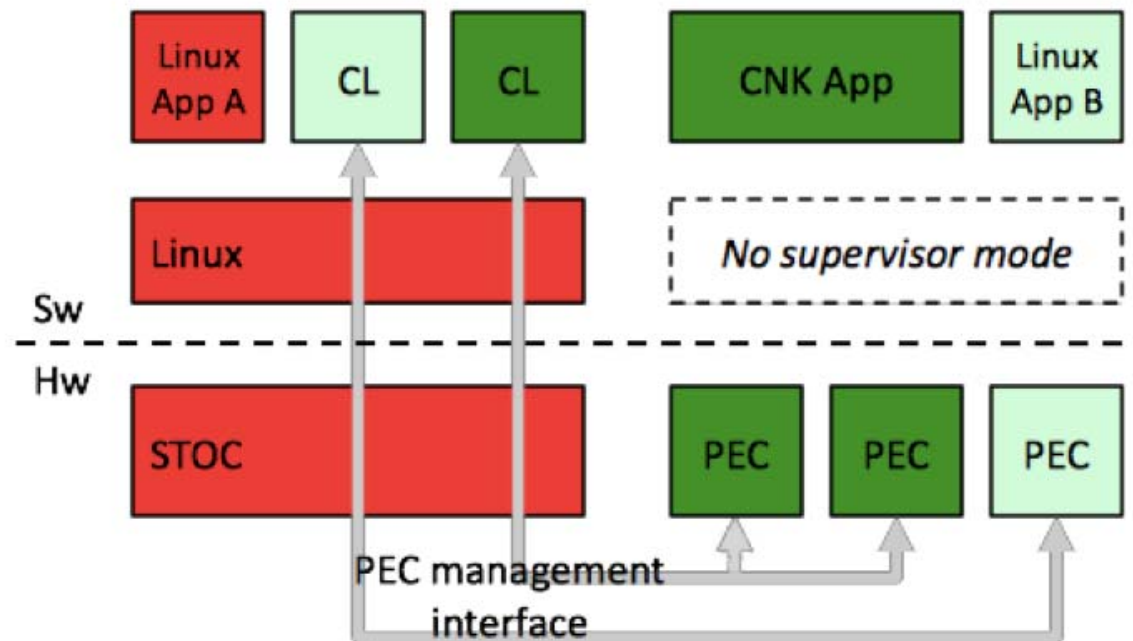 Linux
App A
CL
CL
CNK App
Linux
App B
Linux
No supervisor mode
Sw
Hw
STOC
PEC
PEC
PEC
PEC management
interface